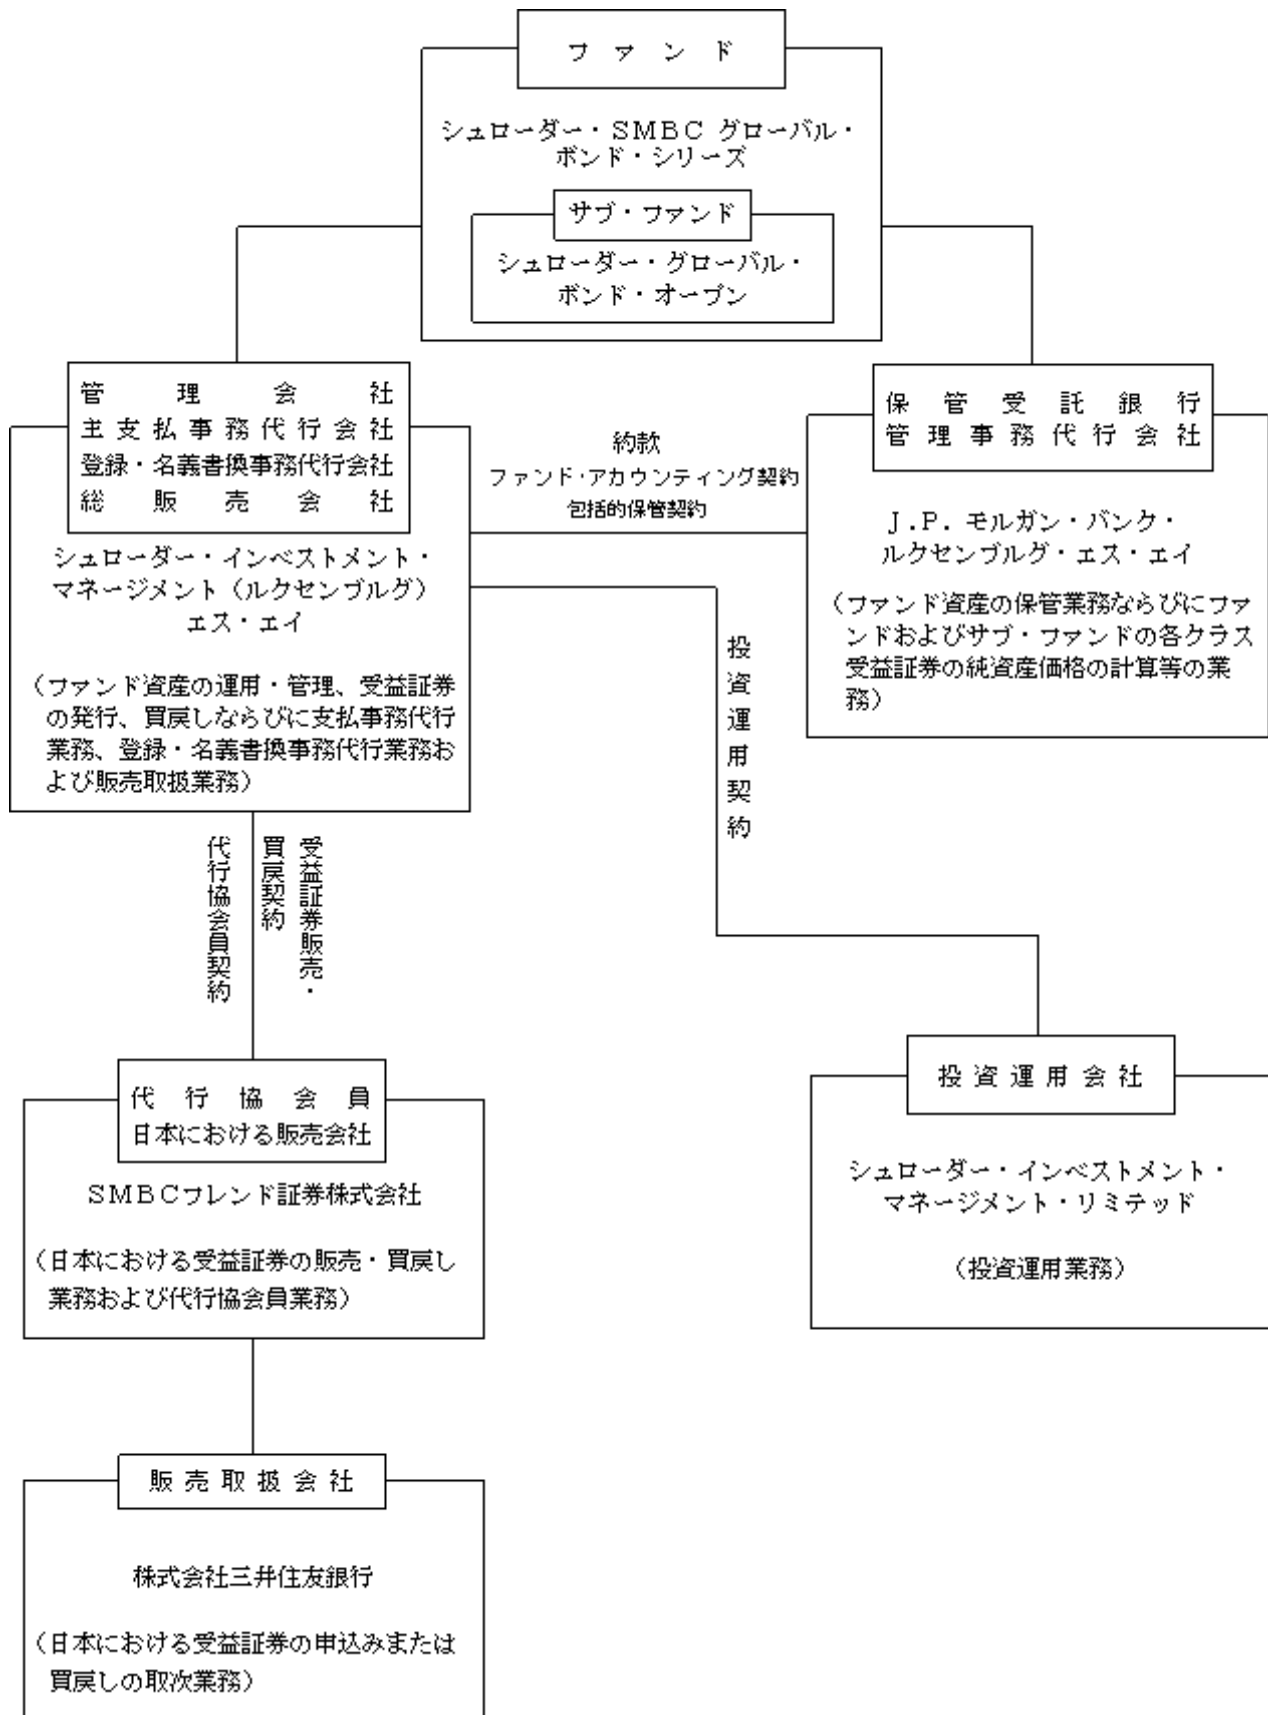 ファンド
シュローダー・ＳＭＢＣ グローバル・
ボンド・シリーズ
サブ・ファンド
シュローダー・グローバル・
ボンド・オープン
管理会社
主支払事務代行会社
登録・名義書換事務代行会社
総販売会社
シュローダー・インベストメント・
マネージメント（ルクセンブルグ）
エス・エイ
（ファンド資産の運用・管理、受益証券
の発行、買戻しならびに支払事務代行
業務、登録・名義書換事務代行業務お
よび販売取扱業務）
約款
ファンド・アカウンティング契約
包括的保管契約
保管受託銀行
管理事務代行会社
Ｊ．Ｐ．モルガン・バンク・
ルクセンブルグ・エス・エイ
（ファンド資産の保管業務ならびにファ
ンドおよびサブ・ファンドの各クラス
受益証券の純資産価格の計算等の業
務）
投資運用契約
受益証券販売・
買戻契約
代行協会員契約
代行協会員
日本における販売会社
ＳＭＢＣフレンド証券株式会社
（日本における受益証券の販売・買戻し
業務および代行協会員業務）
投資運用会社
シュローダー・インベストメント・
マネージメント・リミテッド
（投資運用業務）
販売取扱会社
株式会社三井住友銀行
（日本における受益証券の申込みまたは
買戻しの取次業務）